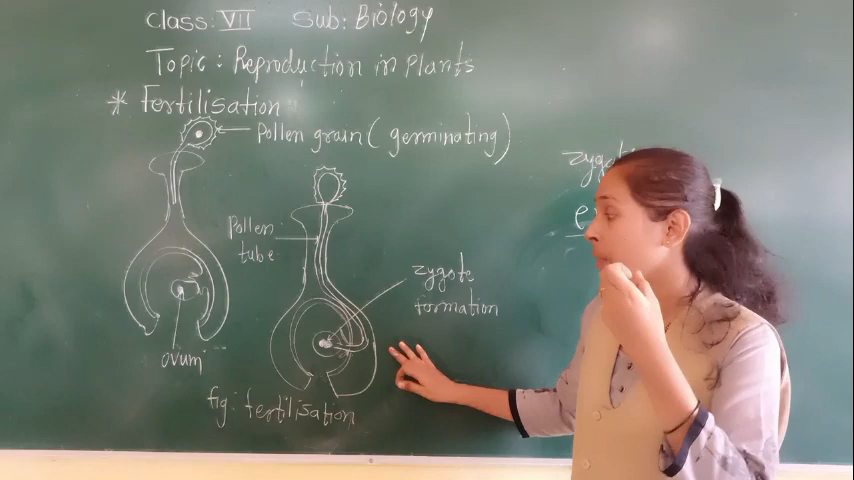 Class: VII Sub: Biology
Topic: Reproduction in Plants
* Fertilisation
Pollen grain (germinating)
Pollen
tube
zygote
formation
ovum
fig: fertilisation